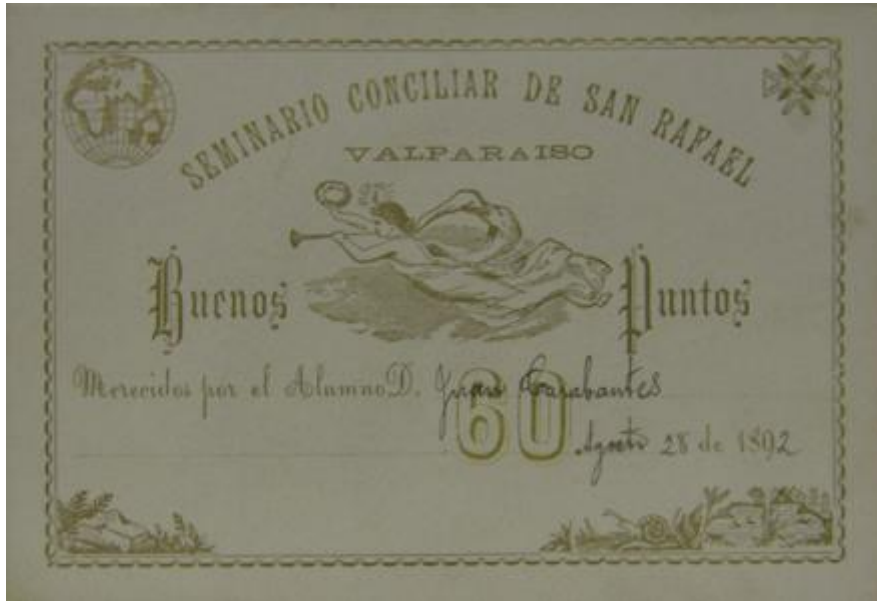 SEMINARIO CONCILIAR DE SAN RAFAEL
VALPARAISO
Buenos Puntos
Merecidos por el Alumno D. Juan Carabantes
60
Agosto 28 de 1892